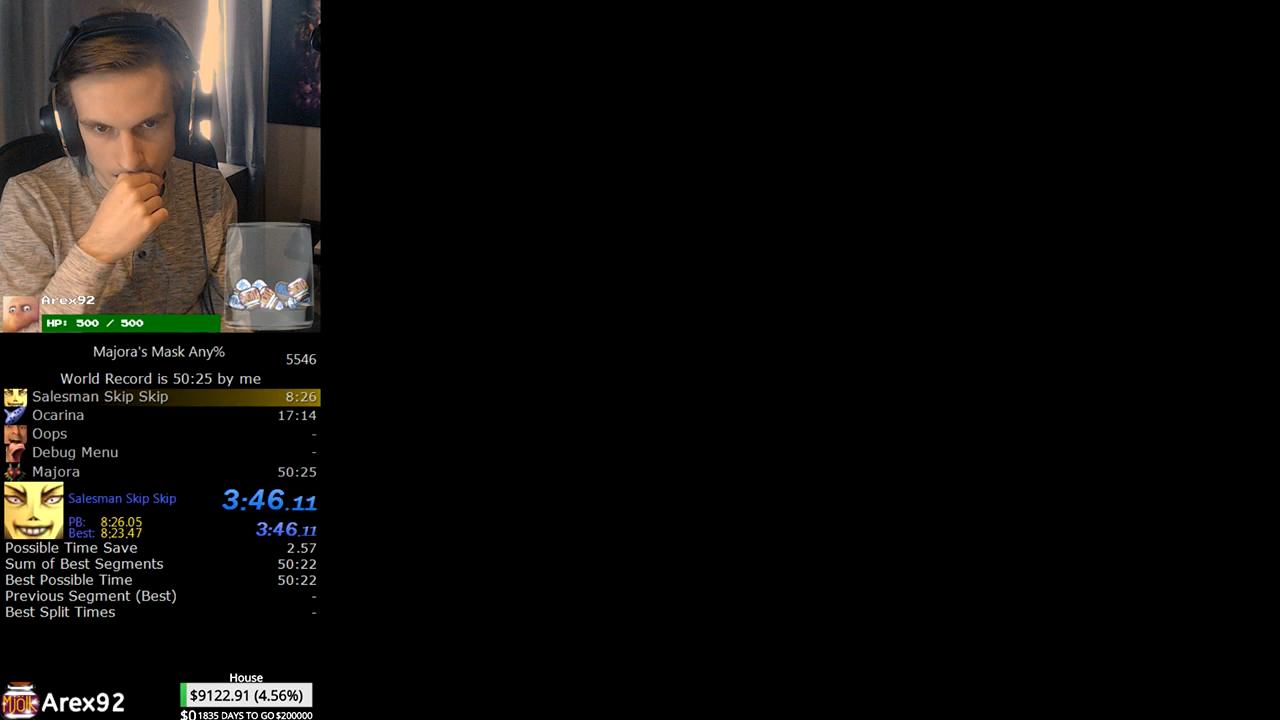 Arex92
HP: 500 / 500
Majora's Mask Any%
5546
World Record is 50:25 by me
Salesman Skip Skip 8:26
Ocarina 17:14
Oops -
Debug Menu -
Majora 50:25
Salesman Skip Skip 3:46.11
PB: 8:26.05
Best: 8:23.47 3:46.11
Possible Time Save 2.57
Sum of Best Segments 50:22
Best Possible Time 50:22
Previous Segment (Best) -
Best Split Times -
House
MJÖLK Arex92 $9122.91 (4.56%)
$0 1835 DAYS TO GO $200000